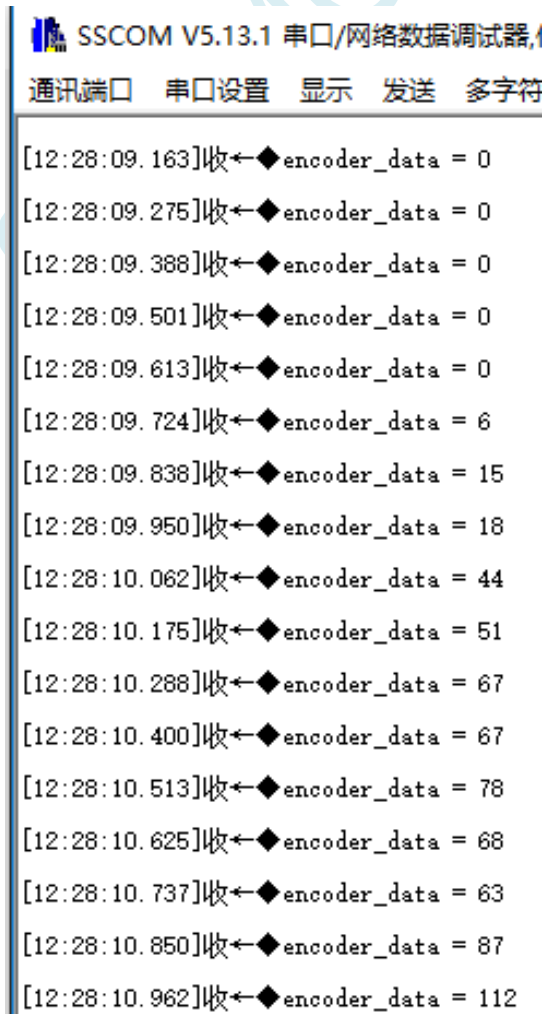 SSCOM V5.13.1 串口/网络数据调试器,
通讯端口 串口设置 显示 发送 多字符
[12:28:09.163]收←◆encoder_data = 0
[12:28:09.275]收←◆encoder_data = 0
[12:28:09.388]收←◆encoder_data = 0
[12:28:09.501]收←◆encoder_data = 0
[12:28:09.613]收←◆encoder_data = 0
[12:28:09.724]收←◆encoder_data = 6
[12:28:09.838]收←◆encoder_data = 15
[12:28:09.950]收←◆encoder_data = 18
[12:28:10.062]收←◆encoder_data = 44
[12:28:10.175]收←◆encoder_data = 51
[12:28:10.288]收←◆encoder_data = 67
[12:28:10.400]收←◆encoder_data = 67
[12:28:10.513]收←◆encoder_data = 78
[12:28:10.625]收←◆encoder_data = 68
[12:28:10.737]收←◆encoder_data = 63
[12:28:10.850]收←◆encoder_data = 87
[12:28:10.962]收←◆encoder_data = 112